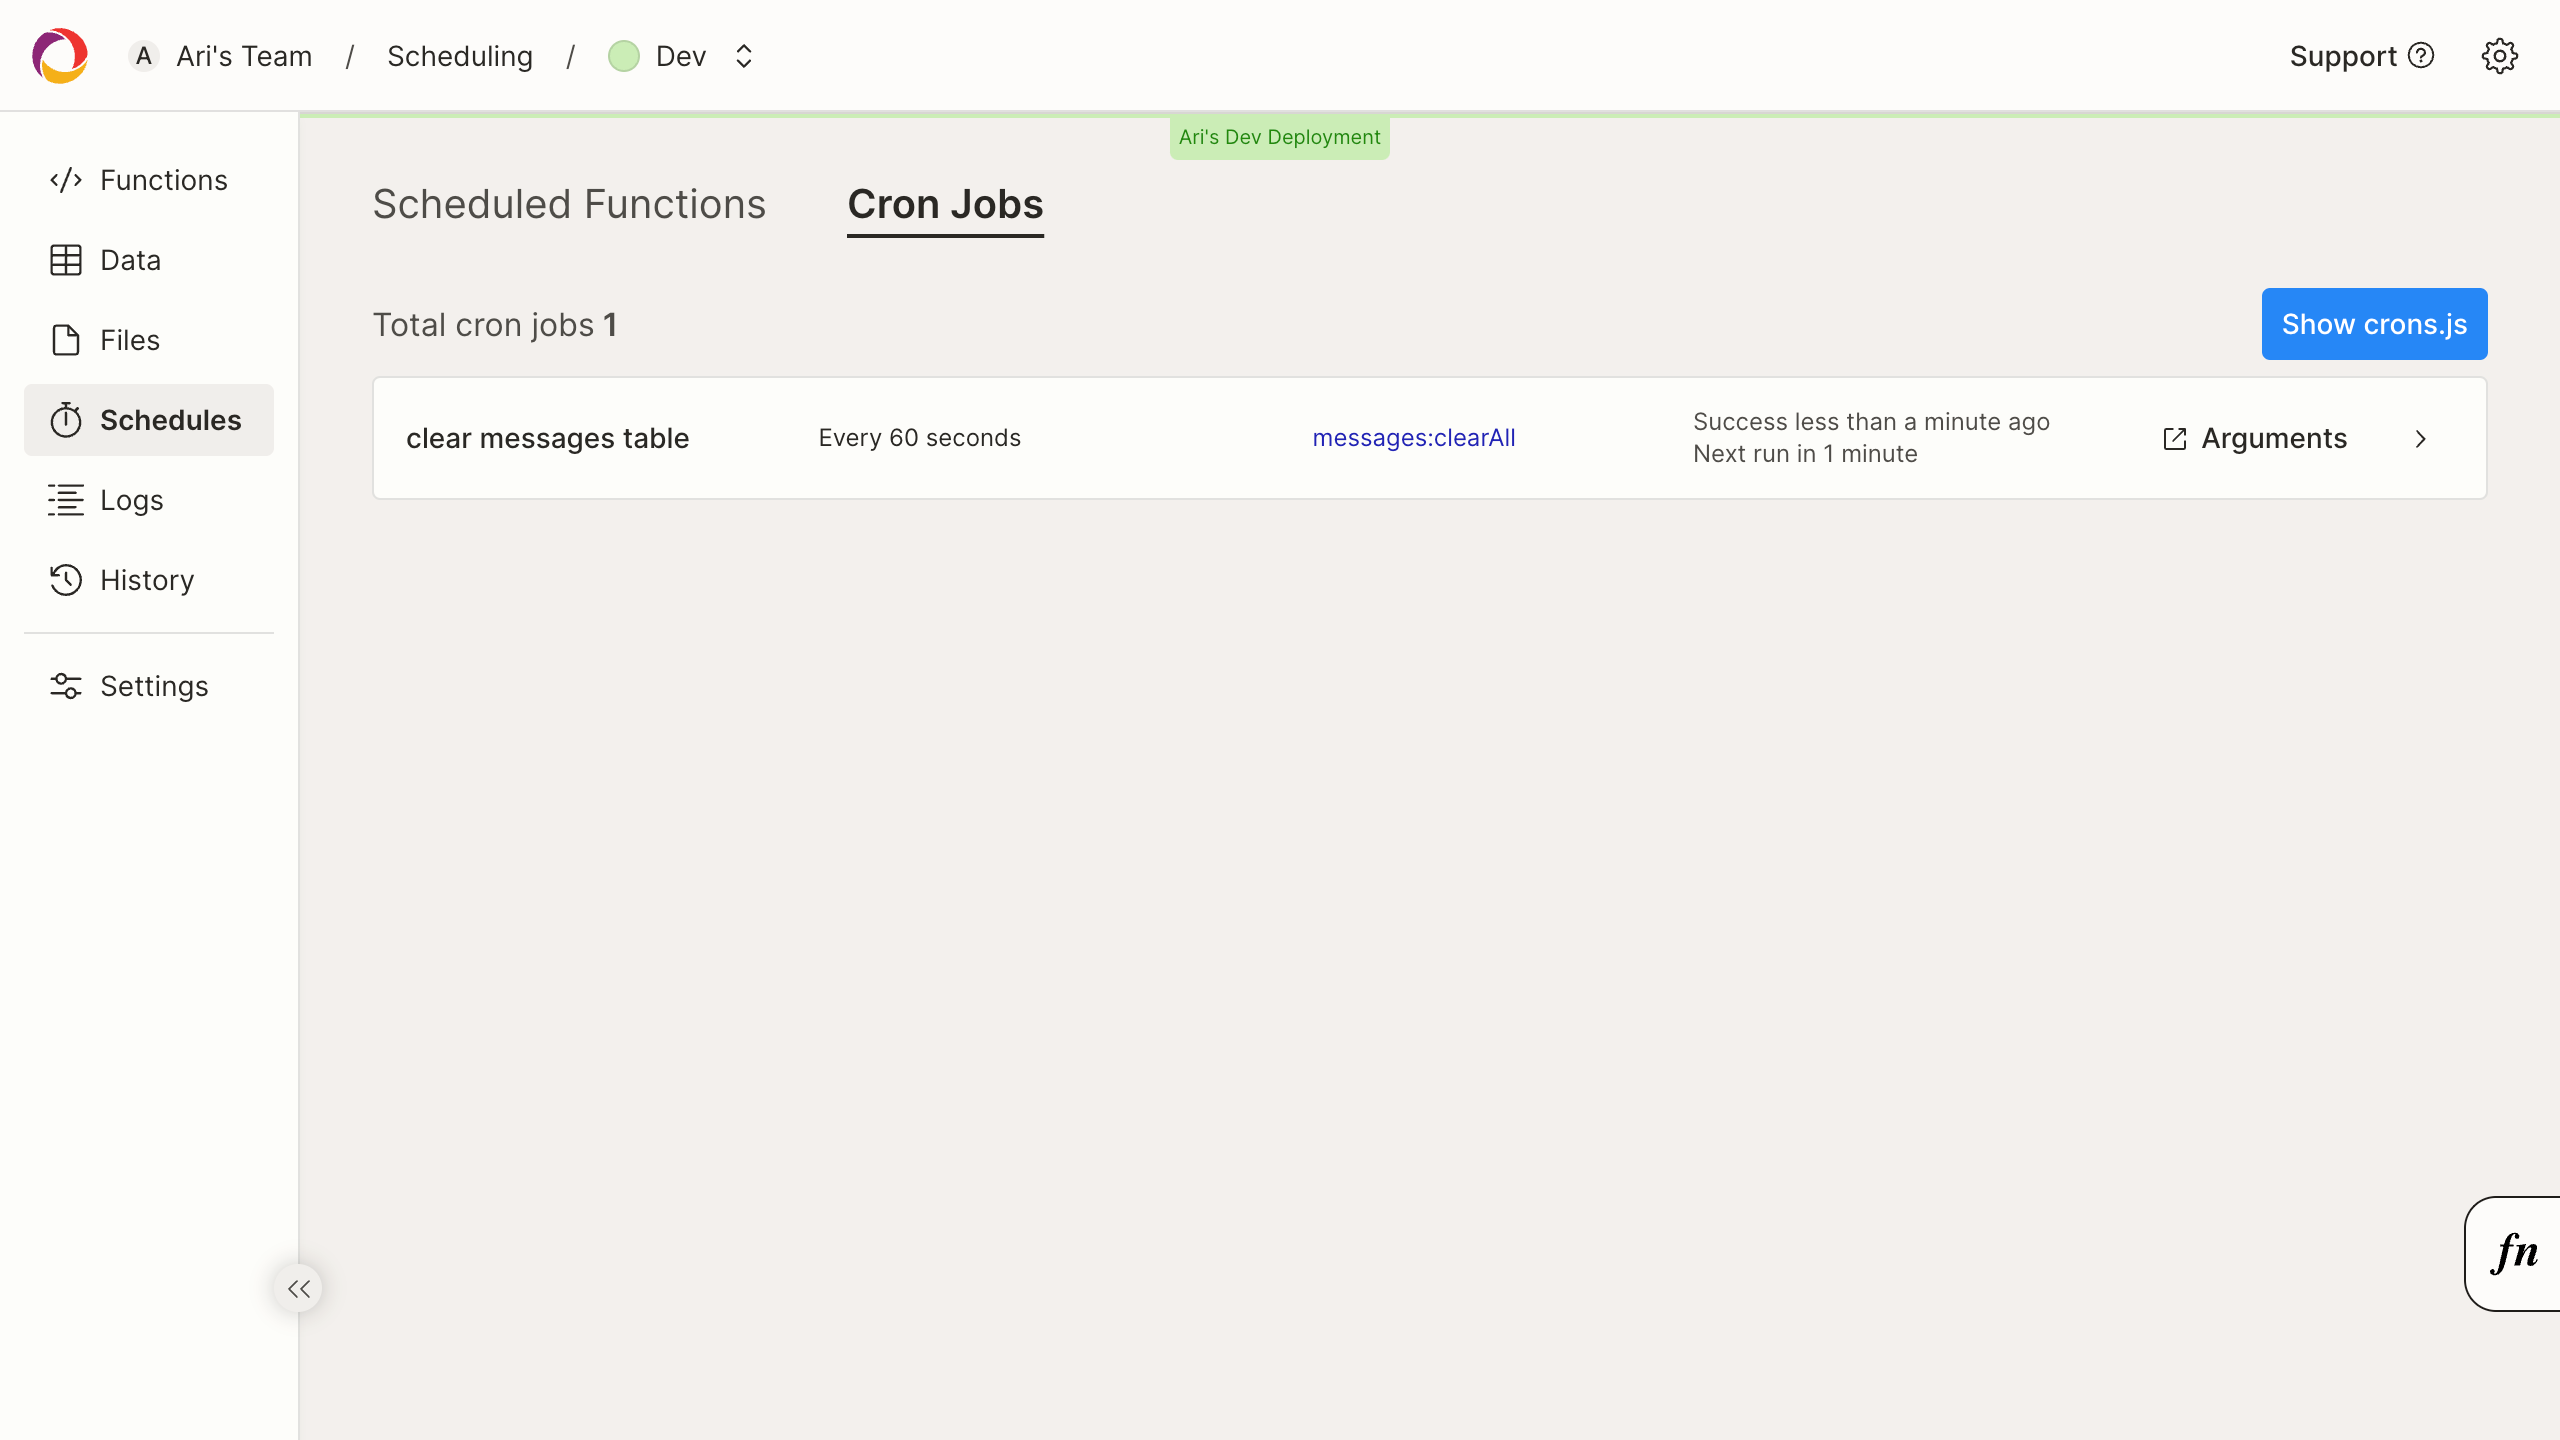 A Ari's Team / Scheduling / Dev
Support
Ari's Dev Deployment
Functions
Data
Files
Schedules
Logs
History
Settings
Scheduled Functions
Cron Jobs
Total cron jobs 1
Show crons.js
clear messages table
Every 60 seconds
messages:clearAll
Success less than a minute ago
Next run in 1 minute
Arguments
fn